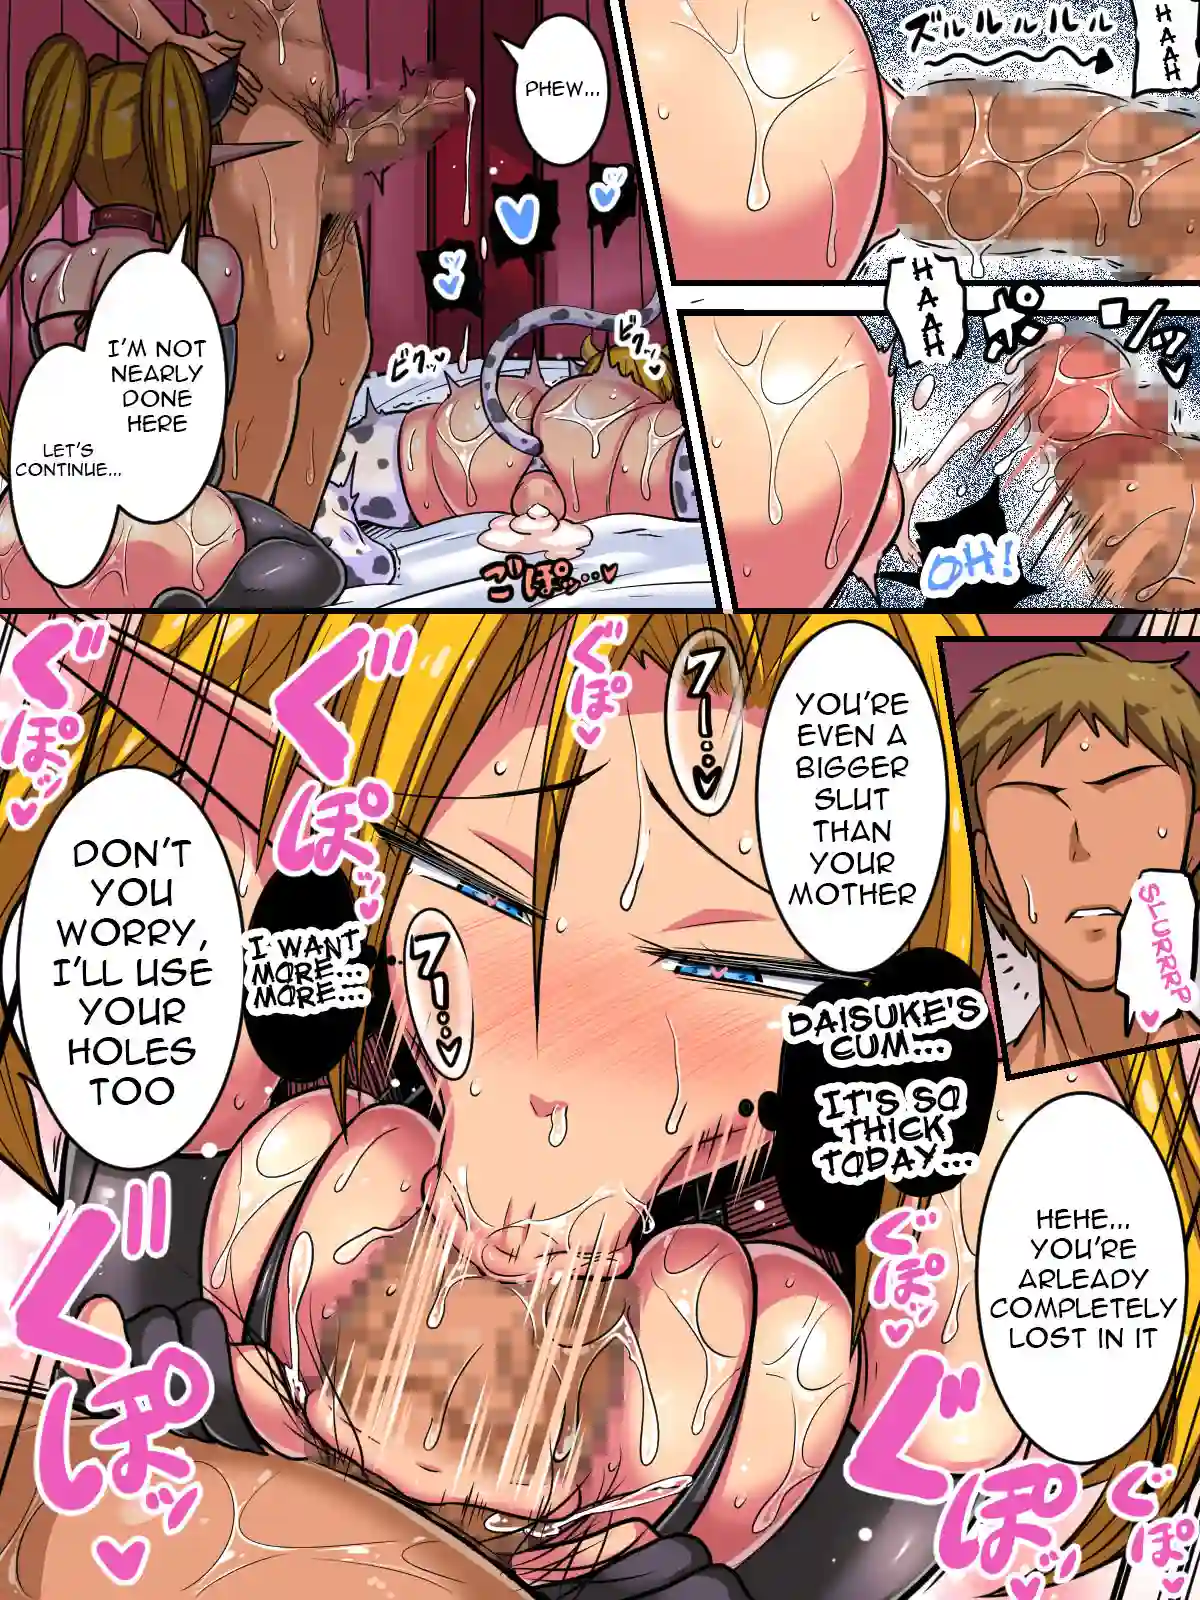 HAAH
ズルルルルル
HAAH
ポ
OH!
PHEW...
ビクッ
ビクッ
ごぽッ...
I'M NOT
NEARLY
DONE
HERE
LET'S
CONTINUE...
SLURRRP
YOU'RE
EVEN A
BIGGER
SLUT
THAN
YOUR
MOTHER
フー...
ぐぽ
ぐぽッ
ぐぽッ
DON'T
YOU
WORRY,
I'LL USE
YOUR
HOLES
TOO
I WANT
MORE...
MORE...
フー...
DAISUKE'S
CUM...
IT'S SO
THICK
TODAY...
HEHE...
YOU'RE
ARLEADY
COMPLETELY
LOST IN IT
ぐぽッ
ぐぽッ
ぐぽッ
ぐぽ